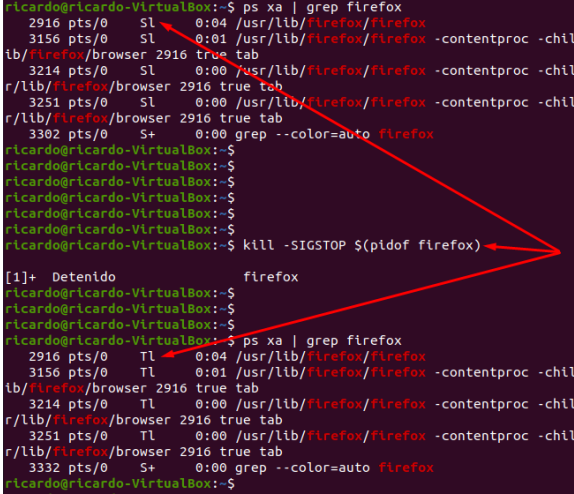 ricardo@ricardo-VirtualBox:~$ ps xa | grep firefox
2916 pts/0    Sl     0:04 /usr/lib/firefox/firefox
3156 pts/0    Sl     0:01 /usr/lib/firefox/firefox -contentproc -chil
ib/firefox/browser 2916 true tab
3214 pts/0    Sl     0:00 /usr/lib/firefox/firefox -contentproc -chil
r/lib/firefox/browser 2916 true tab
3251 pts/0    Sl     0:00 /usr/lib/firefox/firefox -contentproc -chil
r/lib/firefox/browser 2916 true tab
3302 pts/0    S+     0:00 grep --color=auto firefox
ricardo@ricardo-VirtualBox:~$
ricardo@ricardo-VirtualBox:~$
ricardo@ricardo-VirtualBox:~$
ricardo@ricardo-VirtualBox:~$
ricardo@ricardo-VirtualBox:~$
ricardo@ricardo-VirtualBox:~$
ricardo@ricardo-VirtualBox:~$ kill -SIGSTOP $(pidof firefox)
[1]+  Detenido                firefox
ricardo@ricardo-VirtualBox:~$
ricardo@ricardo-VirtualBox:~$
ricardo@ricardo-VirtualBox:~$
ricardo@ricardo-VirtualBox:~$ ps xa | grep firefox
2916 pts/0    Tl     0:04 /usr/lib/firefox/firefox
3156 pts/0    Tl     0:01 /usr/lib/firefox/firefox -contentproc -chil
ib/firefox/browser 2916 true tab
3214 pts/0    Tl     0:00 /usr/lib/firefox/firefox -contentproc -chil
r/lib/firefox/browser 2916 true tab
3251 pts/0    Tl     0:00 /usr/lib/firefox/firefox -contentproc -chil
r/lib/firefox/browser 2916 true tab
3332 pts/0    S+     0:00 grep --color=auto firefox
ricardo@ricardo-VirtualBox:~$